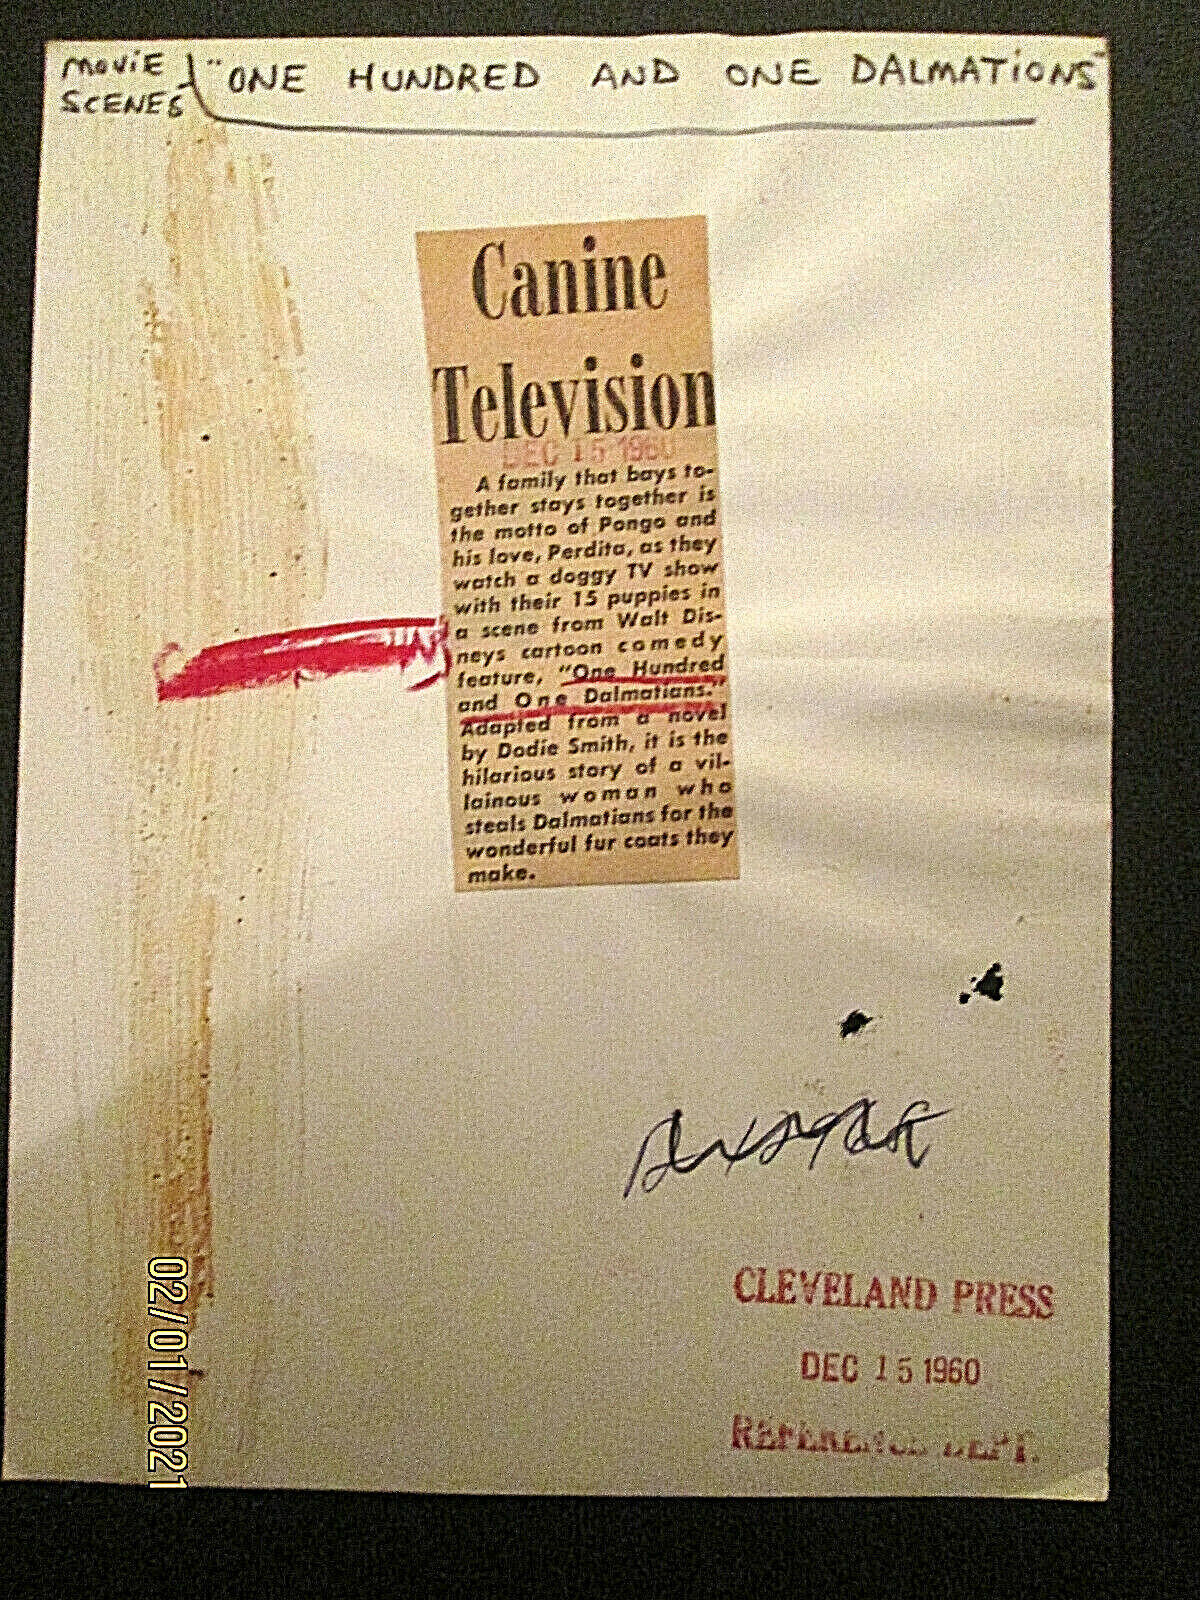 MOVIE
SCENES
"ONE HUNDRED AND ONE DALMATIONS"
Canine
Television
DEC 15 1960
A family that bays to-
gether stays together is
the motto of Pongo and
his love, Perdita, as they
watch a doggy TV show
with their 15 puppies in
a scene from Walt Dis-
neys cartoon comedy
feature, "One Hundred
and One Dalmatians."
Adapted from a novel
by Dodie Smith, it is the
hilarious story of a vil-
lainous woman who
steals Dalmatians for the
wonderful fur coats they
make.
CLEVELAND PRESS
DEC 15 1960
REFERENCE DEPT.
02/01/2021